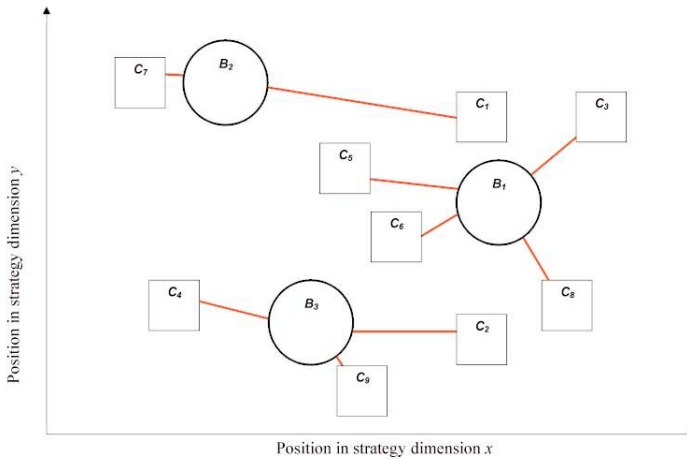 C7
B2
C1
C3
C5
B1
C6
C4
B3
C8
C2
C9
Position in strategy dimension y
Position in strategy dimension x